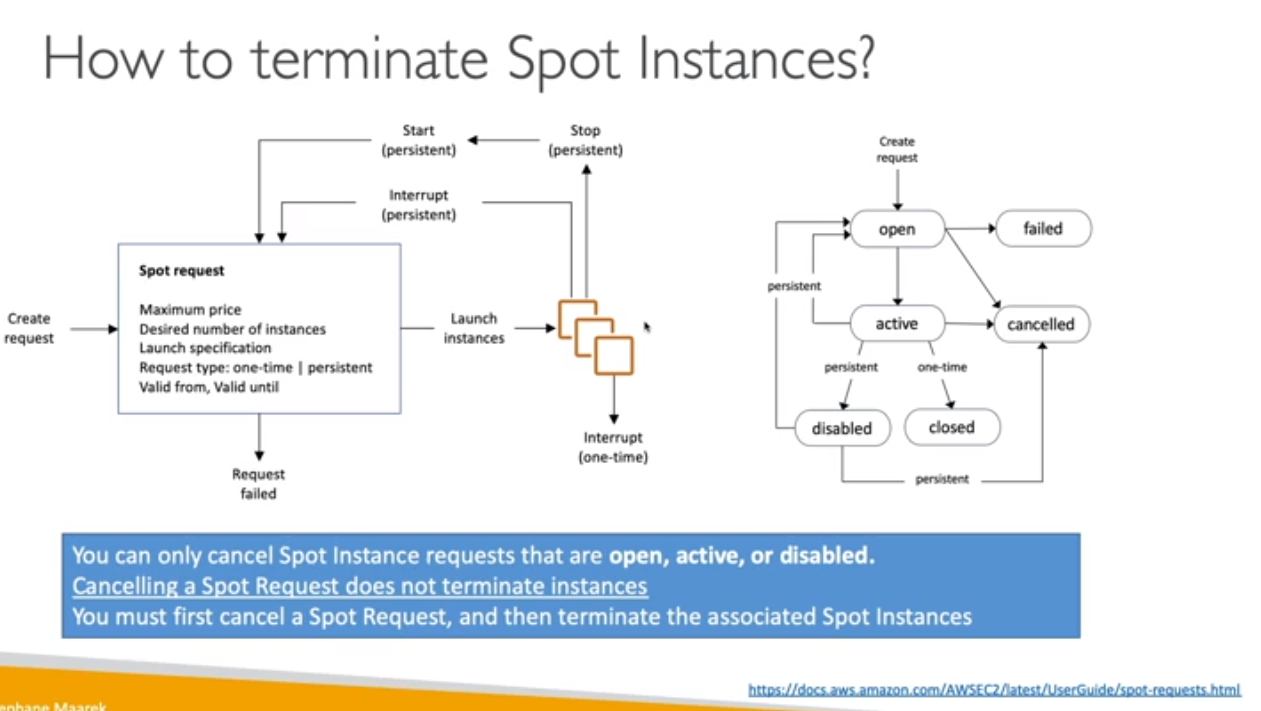 How to terminate Spot Instances?
Start
(persistent)
Stop
(persistent)
Interrupt
(persistent)
Create
request
Spot request
Maximum price
Desired number of instances
Launch specification
Request type: one-time | persistent
Valid from, Valid until
Launch
instances
Interrupt
(one-time)
Request
failed
Create
request
open
failed
persistent
active
cancelled
persistent
one-time
disabled
closed
persistent
You can only cancel Spot Instance requests that are open, active, or disabled.
Cancelling a Spot Request does not terminate instances
You must first cancel a Spot Request, and then terminate the associated Spot Instances
https://docs.aws.amazon.com/AWSEC2/latest/UserGuide/spot-requests.html
Maarek